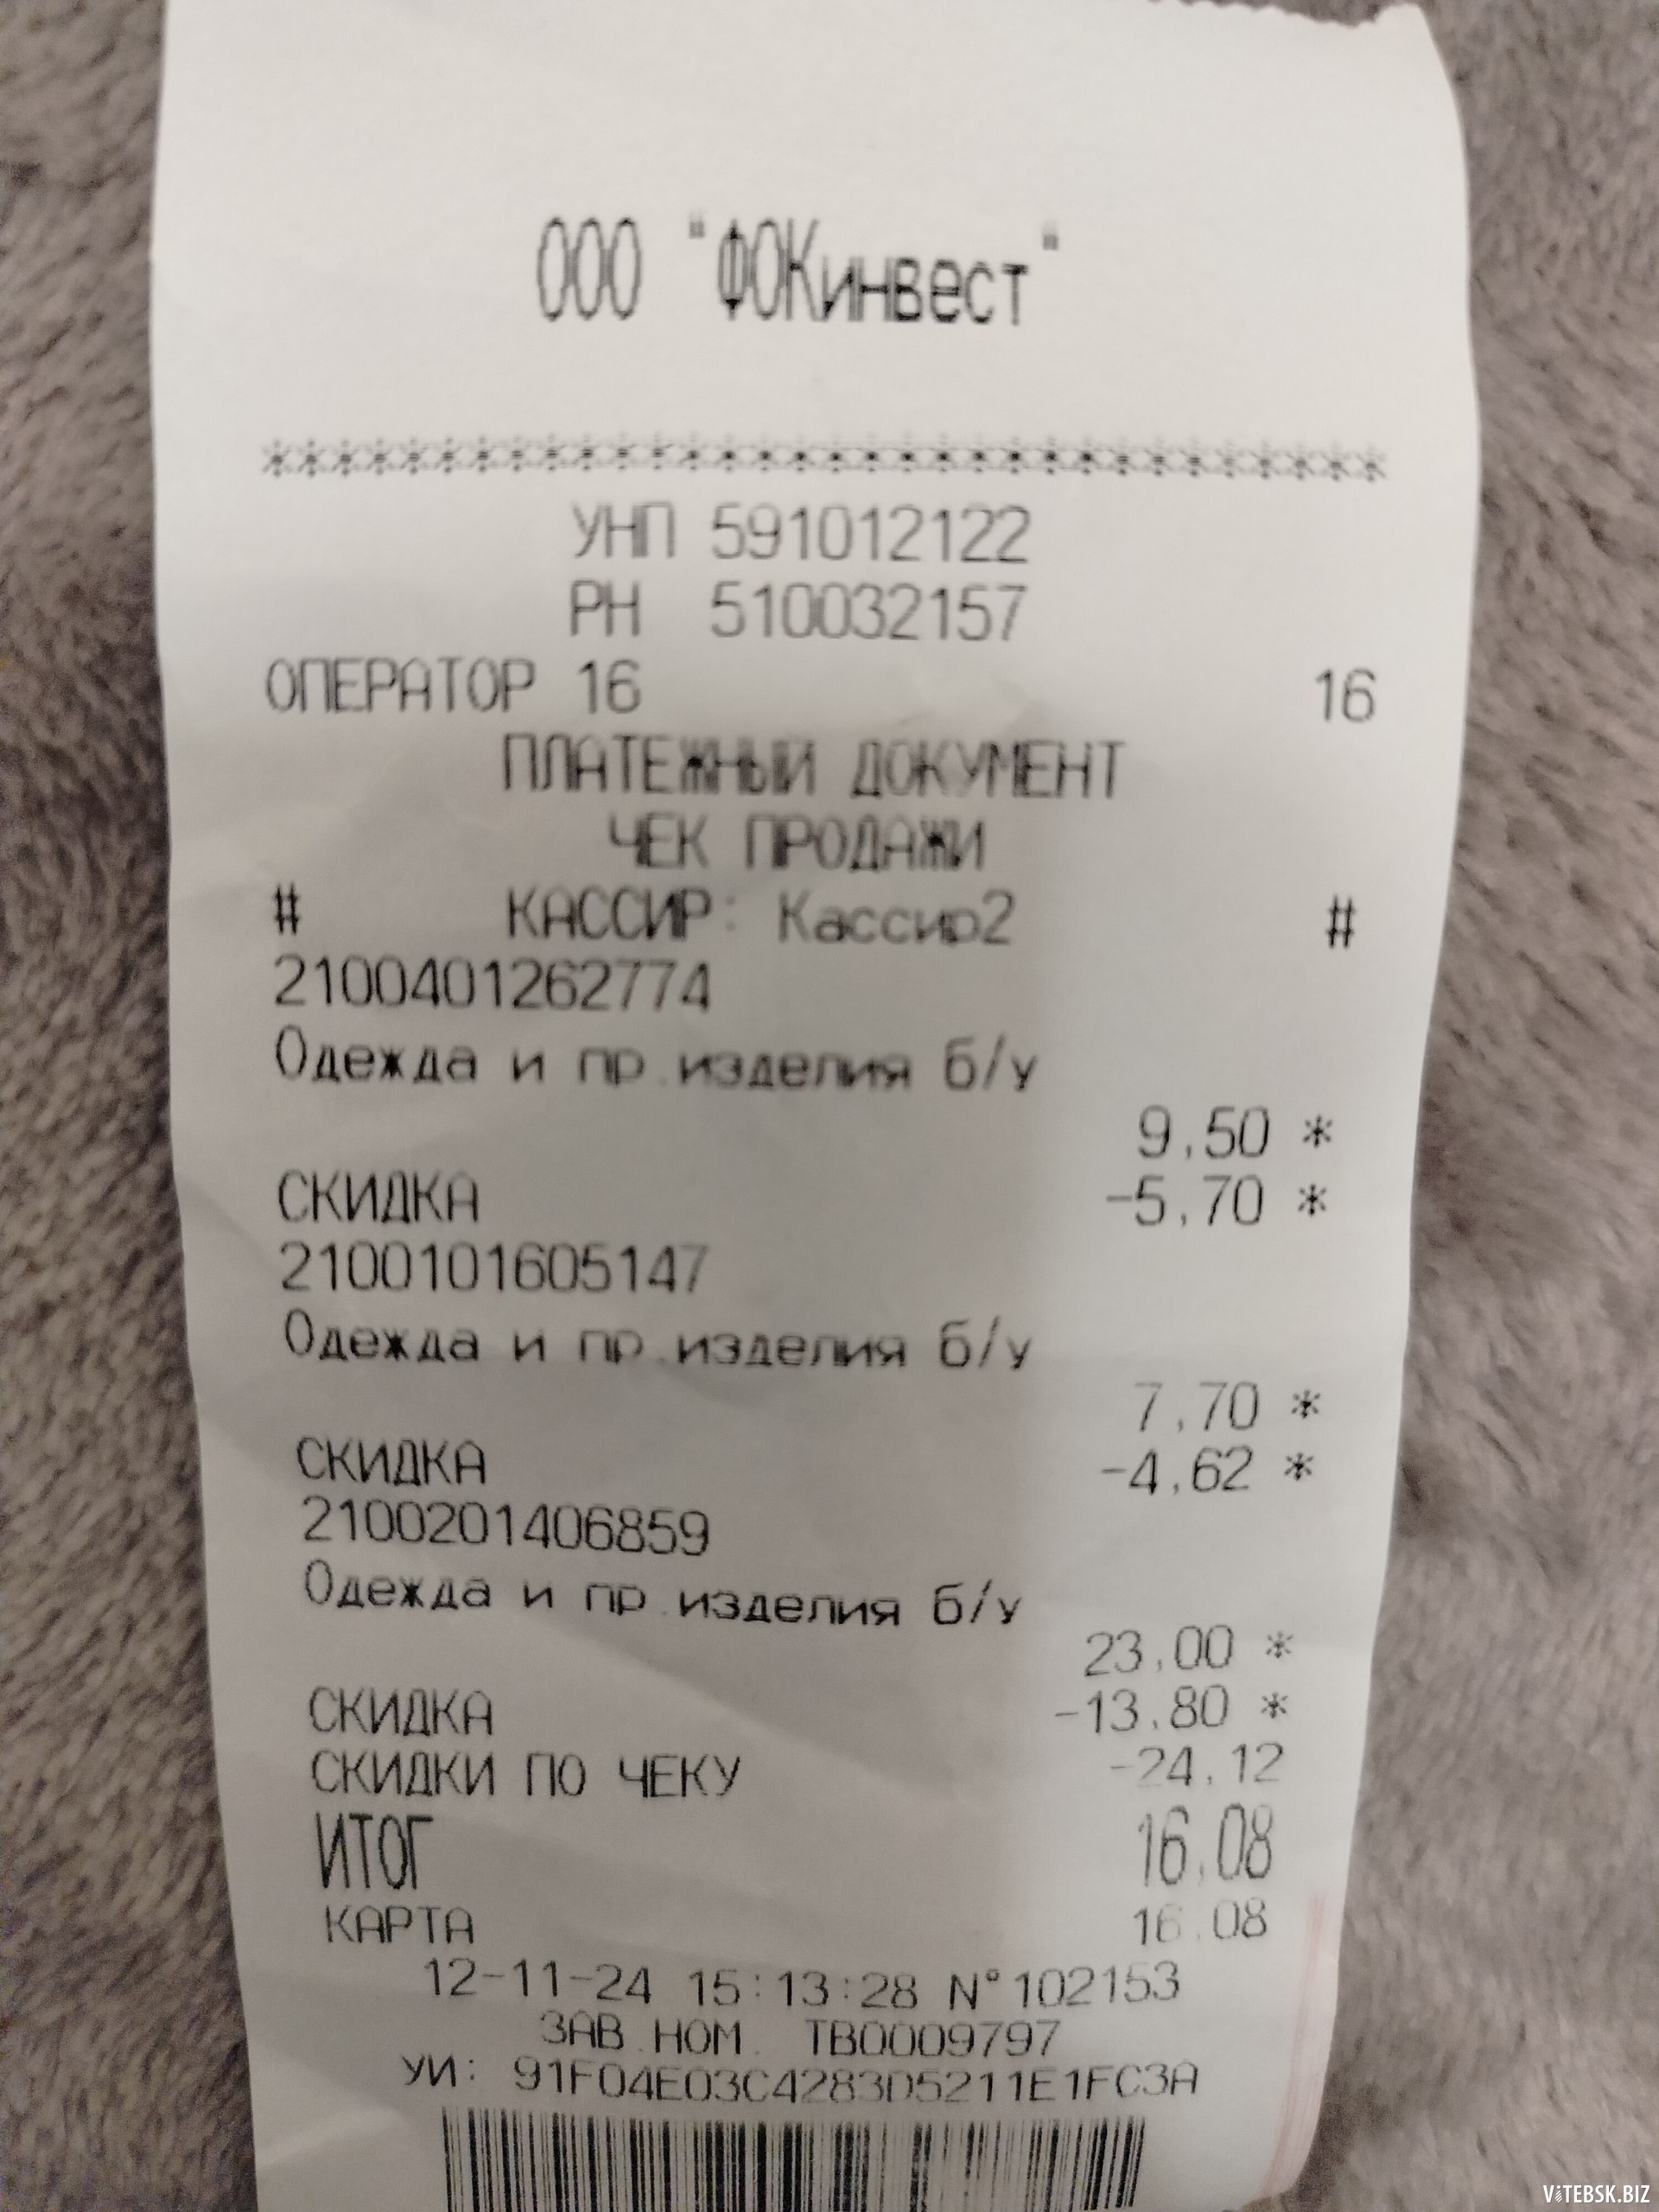 ООО "ФОКинвест"
********************************
УНП 591012122
РН 510032157
ОПЕРАТОР 16 16
ПЛАТЕЖНЫЙ ДОКУМЕНТ
ЧЕК ПРОДАЖИ
# КАССИР: Кассир2 #
2100401262774
Одежда и пр.изделия б/у
9,50 *
СКИДКА -5,70 *
2100101605147
Одежда и пр.изделия б/у
7,70 *
СКИДКА -4,62 *
2100201406859
Одежда и пр.изделия б/у
23,00 *
СКИДКА -13,80 *
СКИДКИ ПО ЧЕКУ -24,12
ИТОГ 16,08
КАРТА 16,08
12-11-24 15:13:28 N°102153
ЗАВ.НОМ. ТВ0009797
УИ: 91F04E03C4283D5211E1FC3A
VITEBSK.BIZ